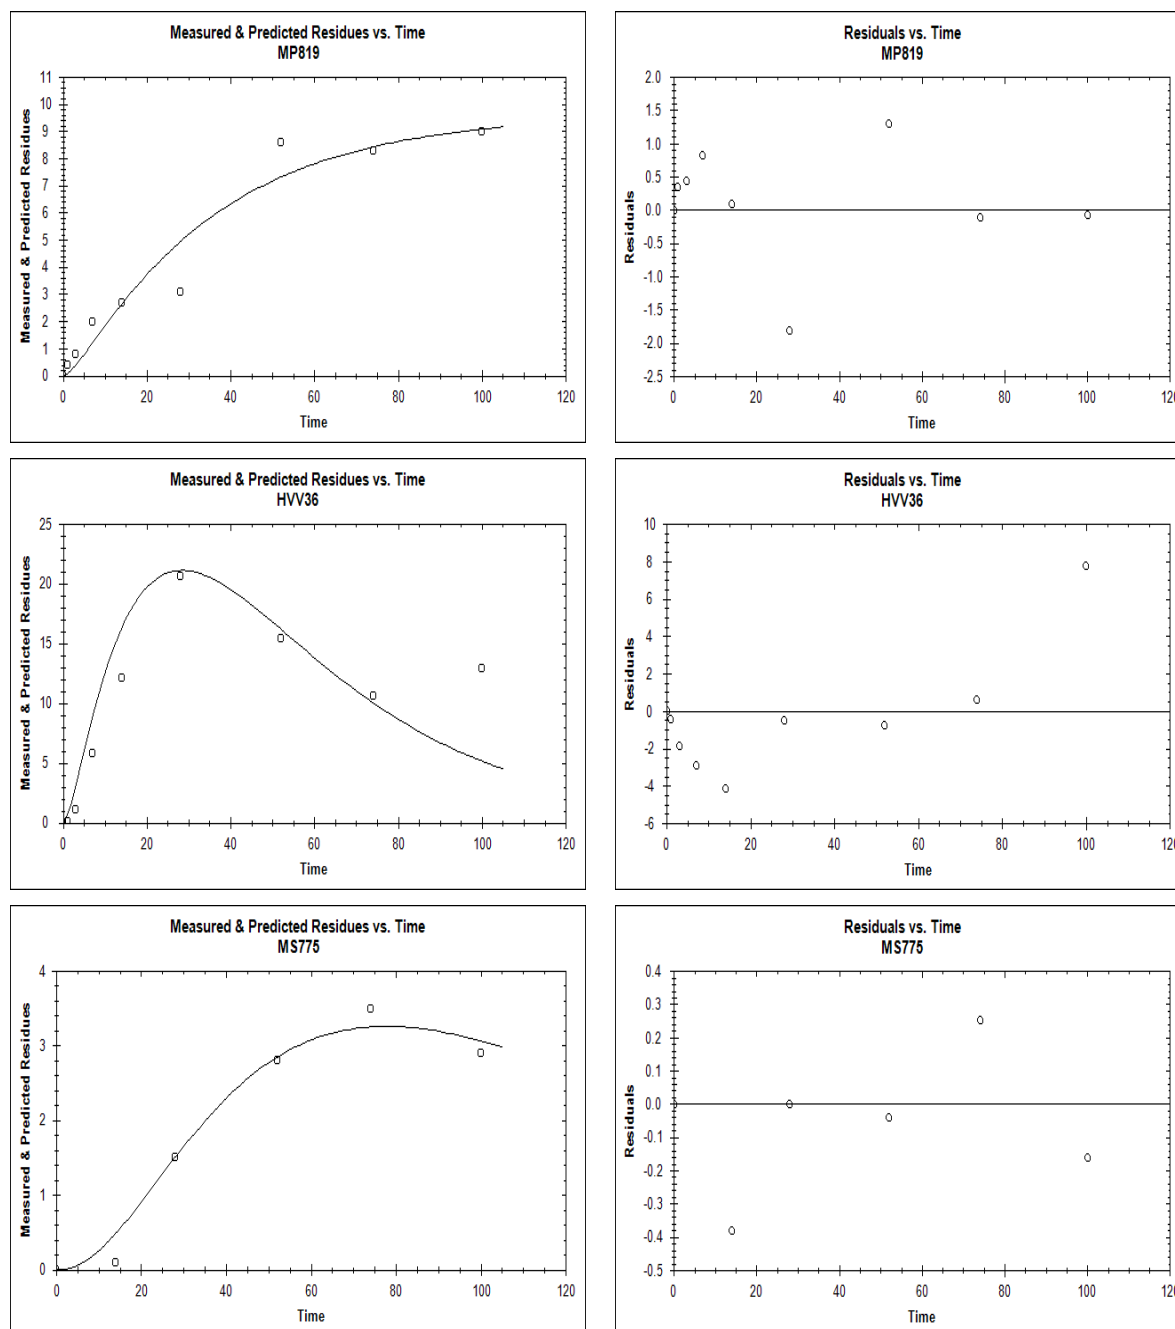 Measured & Predicted Residues vs. Time
MP819
Measured & Predicted Residues
11
10
9
8
7
6
5
4
3
2
1
0
0 20 40 60 80 100 120
Time
Residuals vs. Time
MP819
Residuals
2.0
1.5
1.0
0.5
0.0
-0.5
-1.0
-1.5
-2.0
-2.5
0 20 40 60 80 100 120
Time
Measured & Predicted Residues vs. Time
HVV36
Measured & Predicted Residues
25
20
15
10
5
0
0 20 40 60 80 100 120
Time
Residuals vs. Time
HVV36
Residuals
10
8
6
4
2
0
-2
-4
-6
0 20 40 60 80 100 120
Time
Measured & Predicted Residues vs. Time
MS775
Measured & Predicted Residues
4
3
2
1
0
0 20 40 60 80 100 120
Time
Residuals vs. Time
MS775
Residuals
0.4
0.3
0.2
0.1
0.0
-0.1
-0.2
-0.3
-0.4
-0.5
0 20 40 60 80 100 120
Time